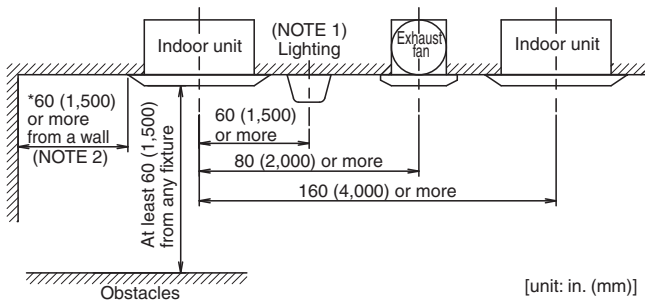 Indoor unit
(NOTE 1)
Lighting
Exhaust
fan
Indoor unit
*60 (1,500)
or more
from a wall
(NOTE 2)
At least 60 (1,500)
from any fixture
60 (1,500)
or more
80 (2,000) or more
160 (4,000) or more
Obstacles
[unit: in. (mm)]